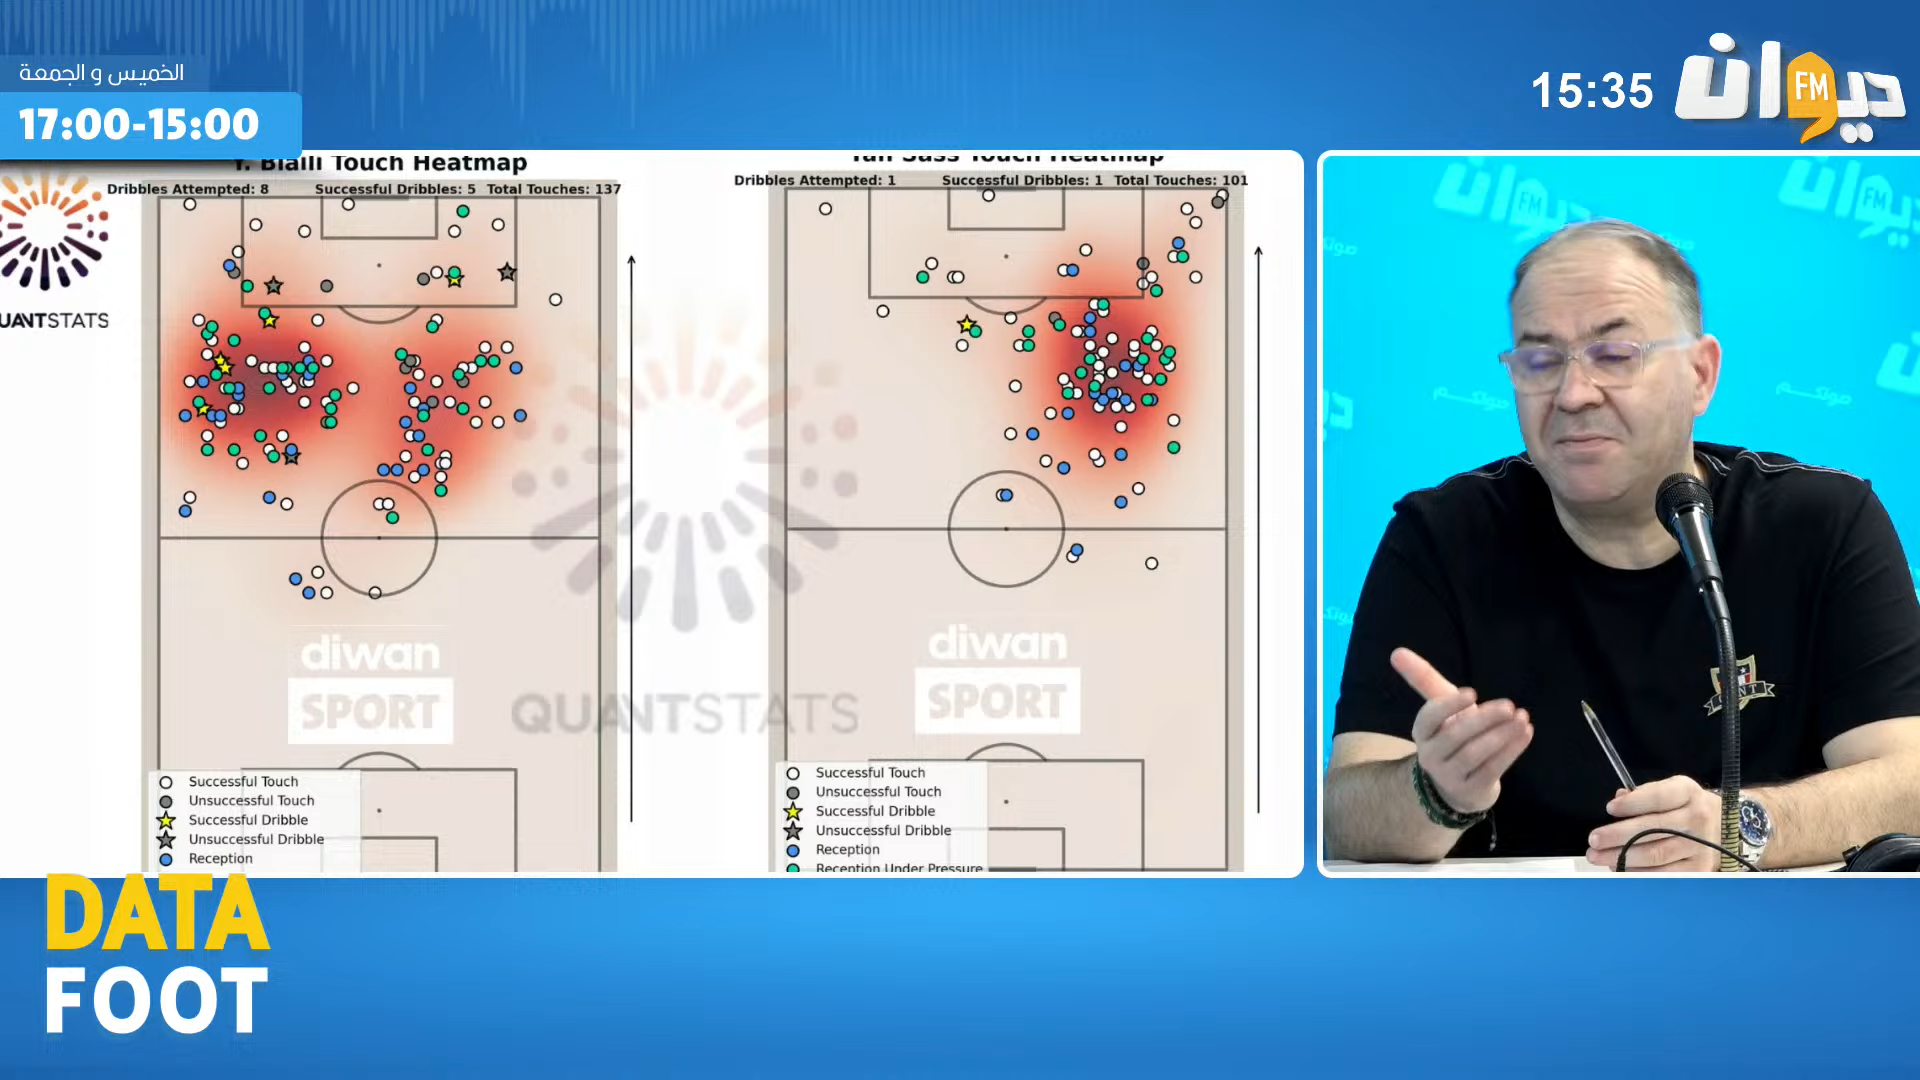 الخميس و الجمعة
17:00-15:00
15:35
ديوان
FM
Y. Blaili Touch Heatmap
Dribbles Attempted: 8 Successful Dribbles: 5 Total Touches: 137
Touch Heatmap
Dribbles Attempted: 1 Successful Dribbles: 1 Total Touches: 101
UANTSTATS
QUANTSTATS
diwan
SPORT
diwan
SPORT
Successful Touch
Unsuccessful Touch
Successful Dribble
Unsuccessful Dribble
Reception
Successful Touch
Unsuccessful Touch
Successful Dribble
Unsuccessful Dribble
Reception
Reception Under Pressure
DATA
FOOT